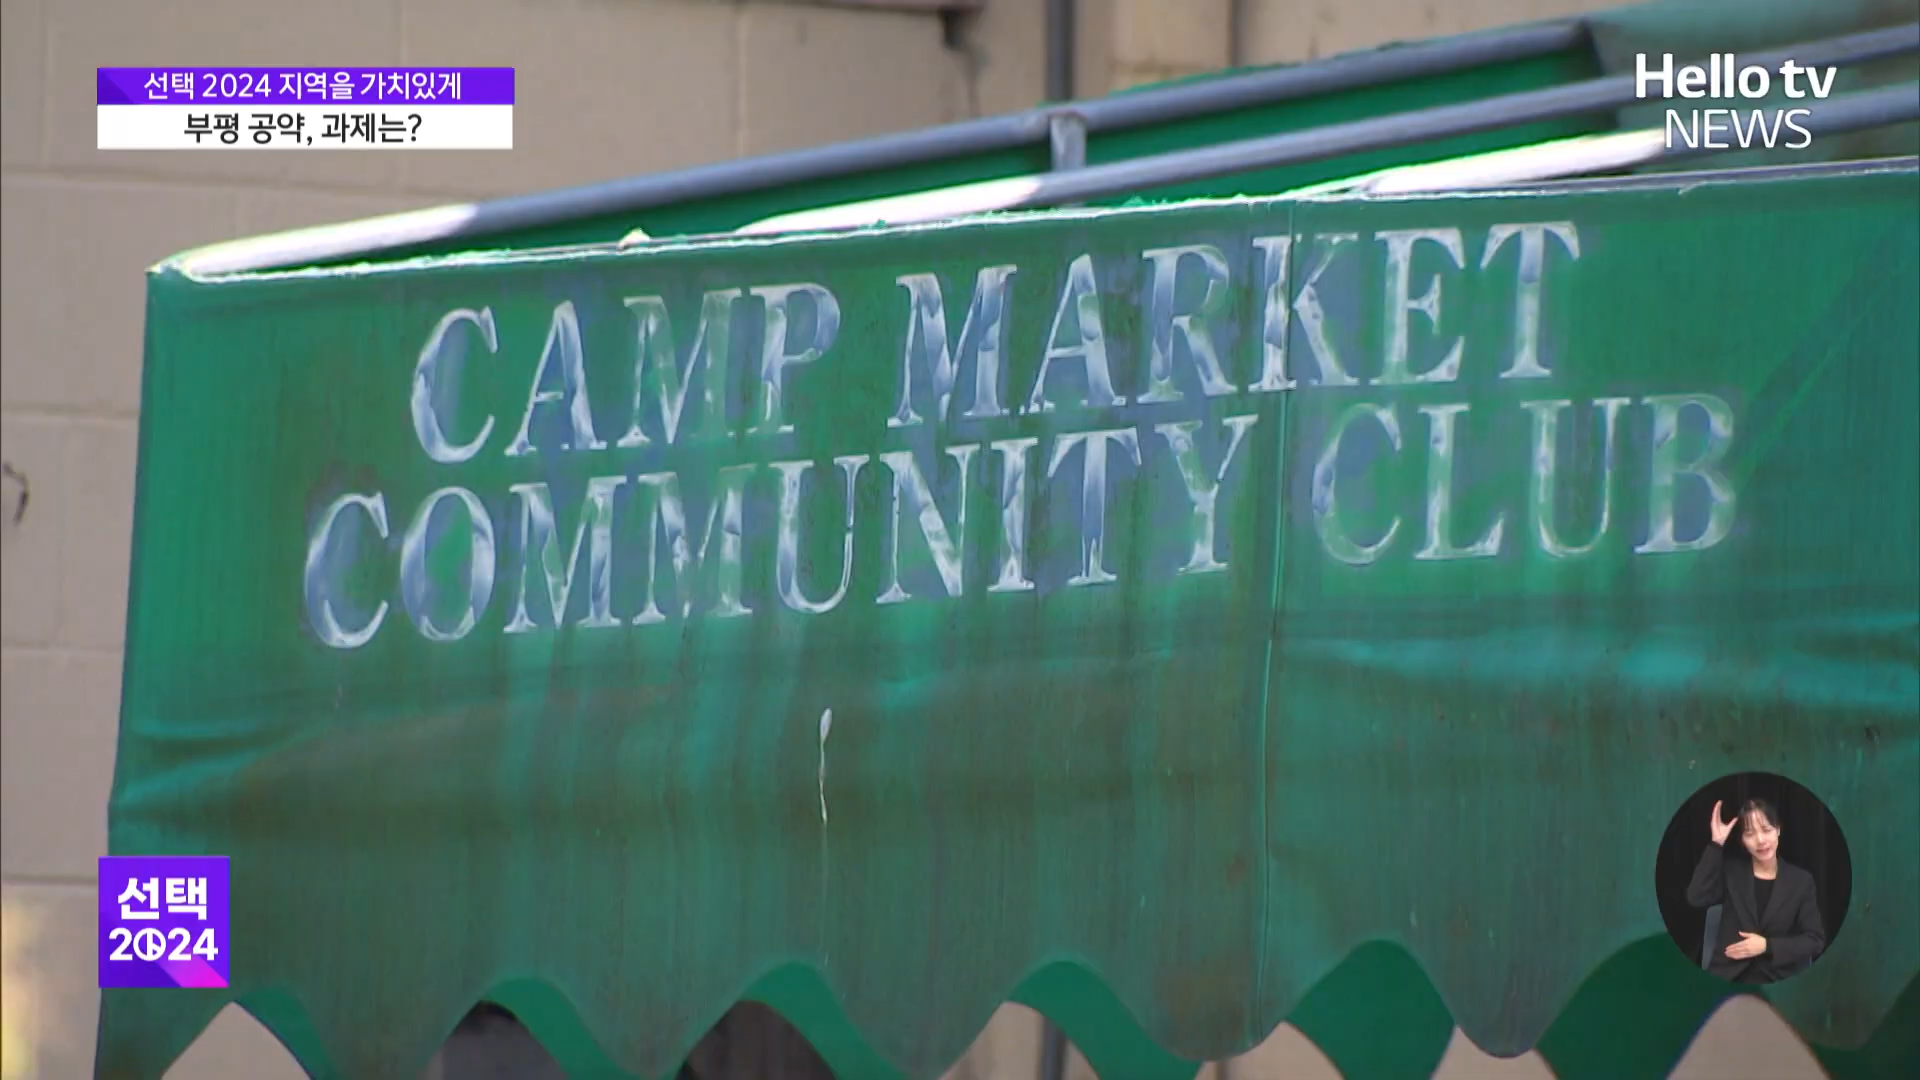 선택 2024 지역을 가치있게
부평 공약, 과제는?
Hello tv
NEWS
CAMP MARKET
COMMUNITY CLUB
선택
2024